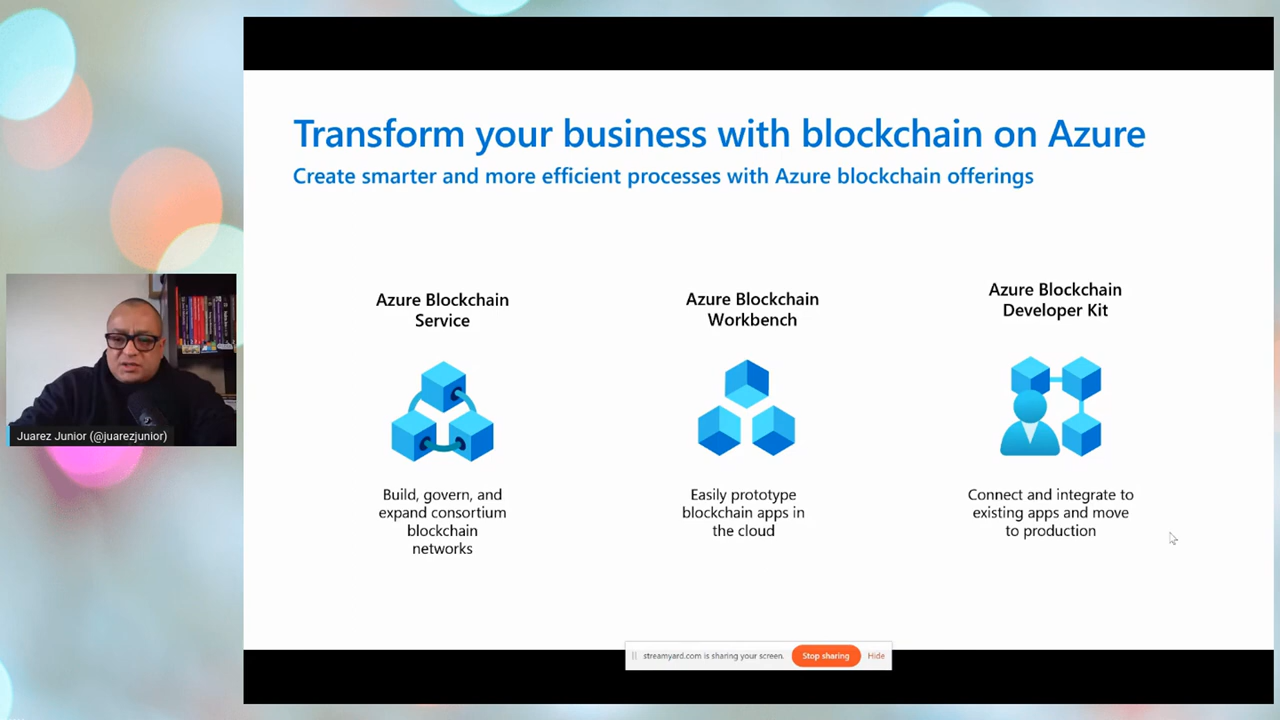 Transform your business with blockchain on Azure
Create smarter and more efficient processes with Azure blockchain offerings
Azure Blockchain
Service
Build, govern, and
expand consortium
blockchain
networks
Azure Blockchain
Workbench
Easily prototype
blockchain apps in
the cloud
Azure Blockchain
Developer Kit
Connect and integrate to
existing apps and move
to production
Juarez Junior (@juarezjunior)
streamyard.com is sharing your screen.
Stop sharing
Hide